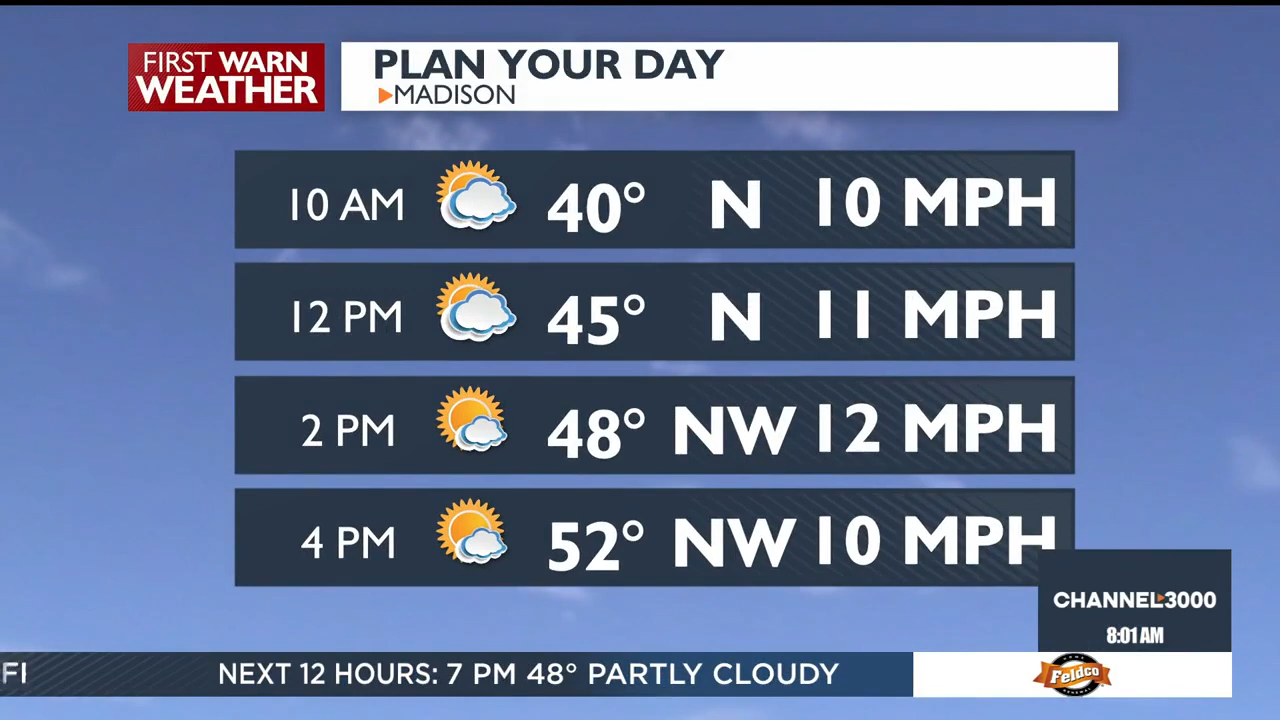 FIRST WARN
WEATHER
PLAN YOUR DAY
MADISON
10 AM 40° N 10 MPH
12 PM 45° N 11 MPH
2 PM 48° NW 12 MPH
4 PM 52° NW 10 MPH
CHANNEL3000
8:01 AM
FI NEXT 12 HOURS: 7 PM 48° PARTLY CLOUDY
Feldco